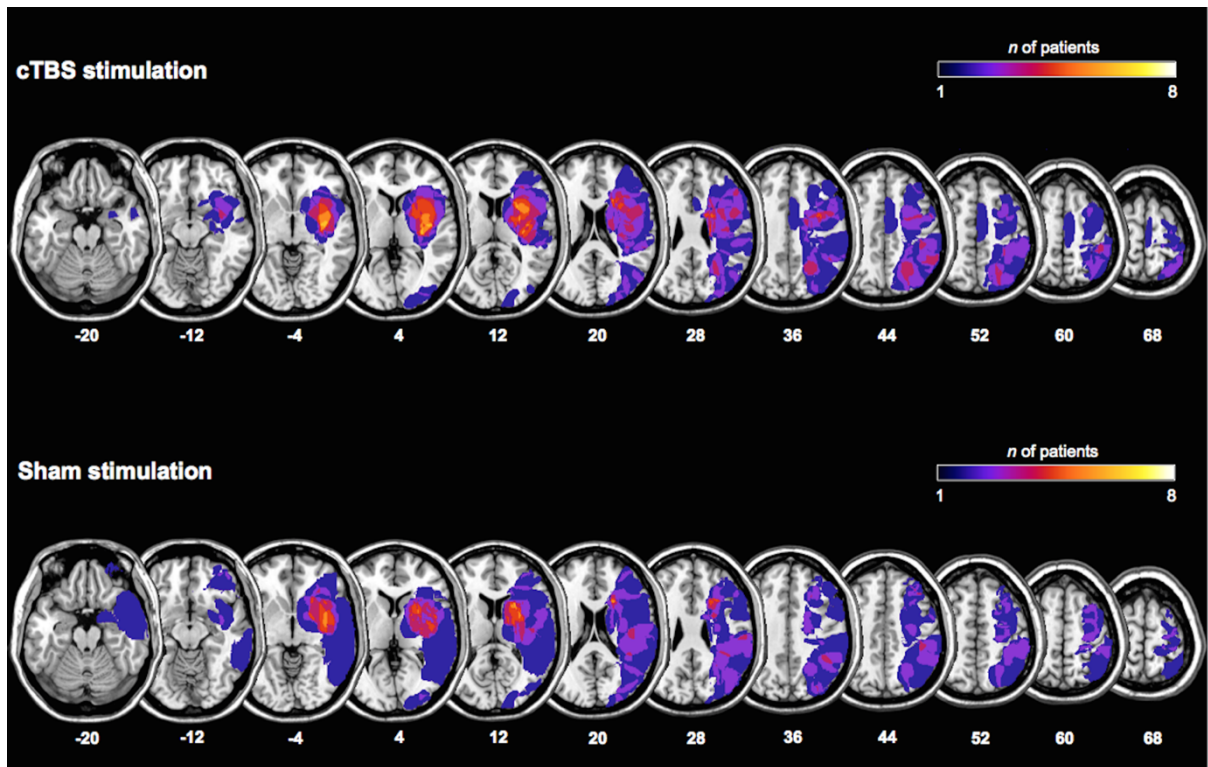 n of patients
cTBS stimulation
1 8
-20 -12 -4 4 12 20 28 36 44 52 60 68
n of patients
Sham stimulation
1 8
-20 -12 -4 4 12 20 28 36 44 52 60 68